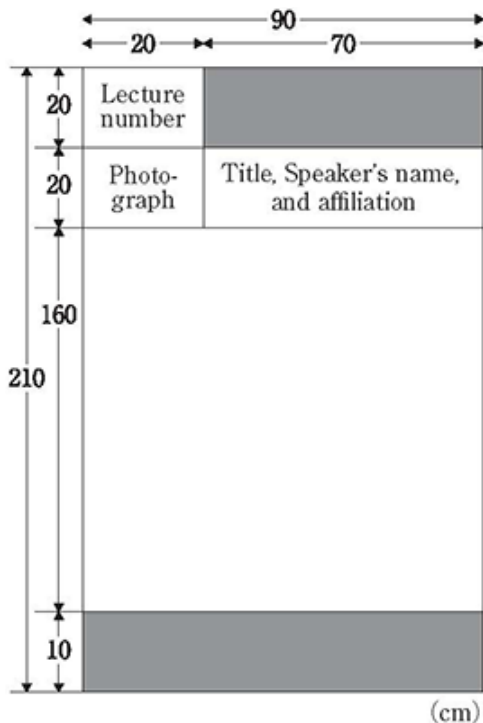 90
20
70
20
Lecture
number
20
Photo-
graph
Title, Speaker's name,
and affiliation
160
210
10
(cm)